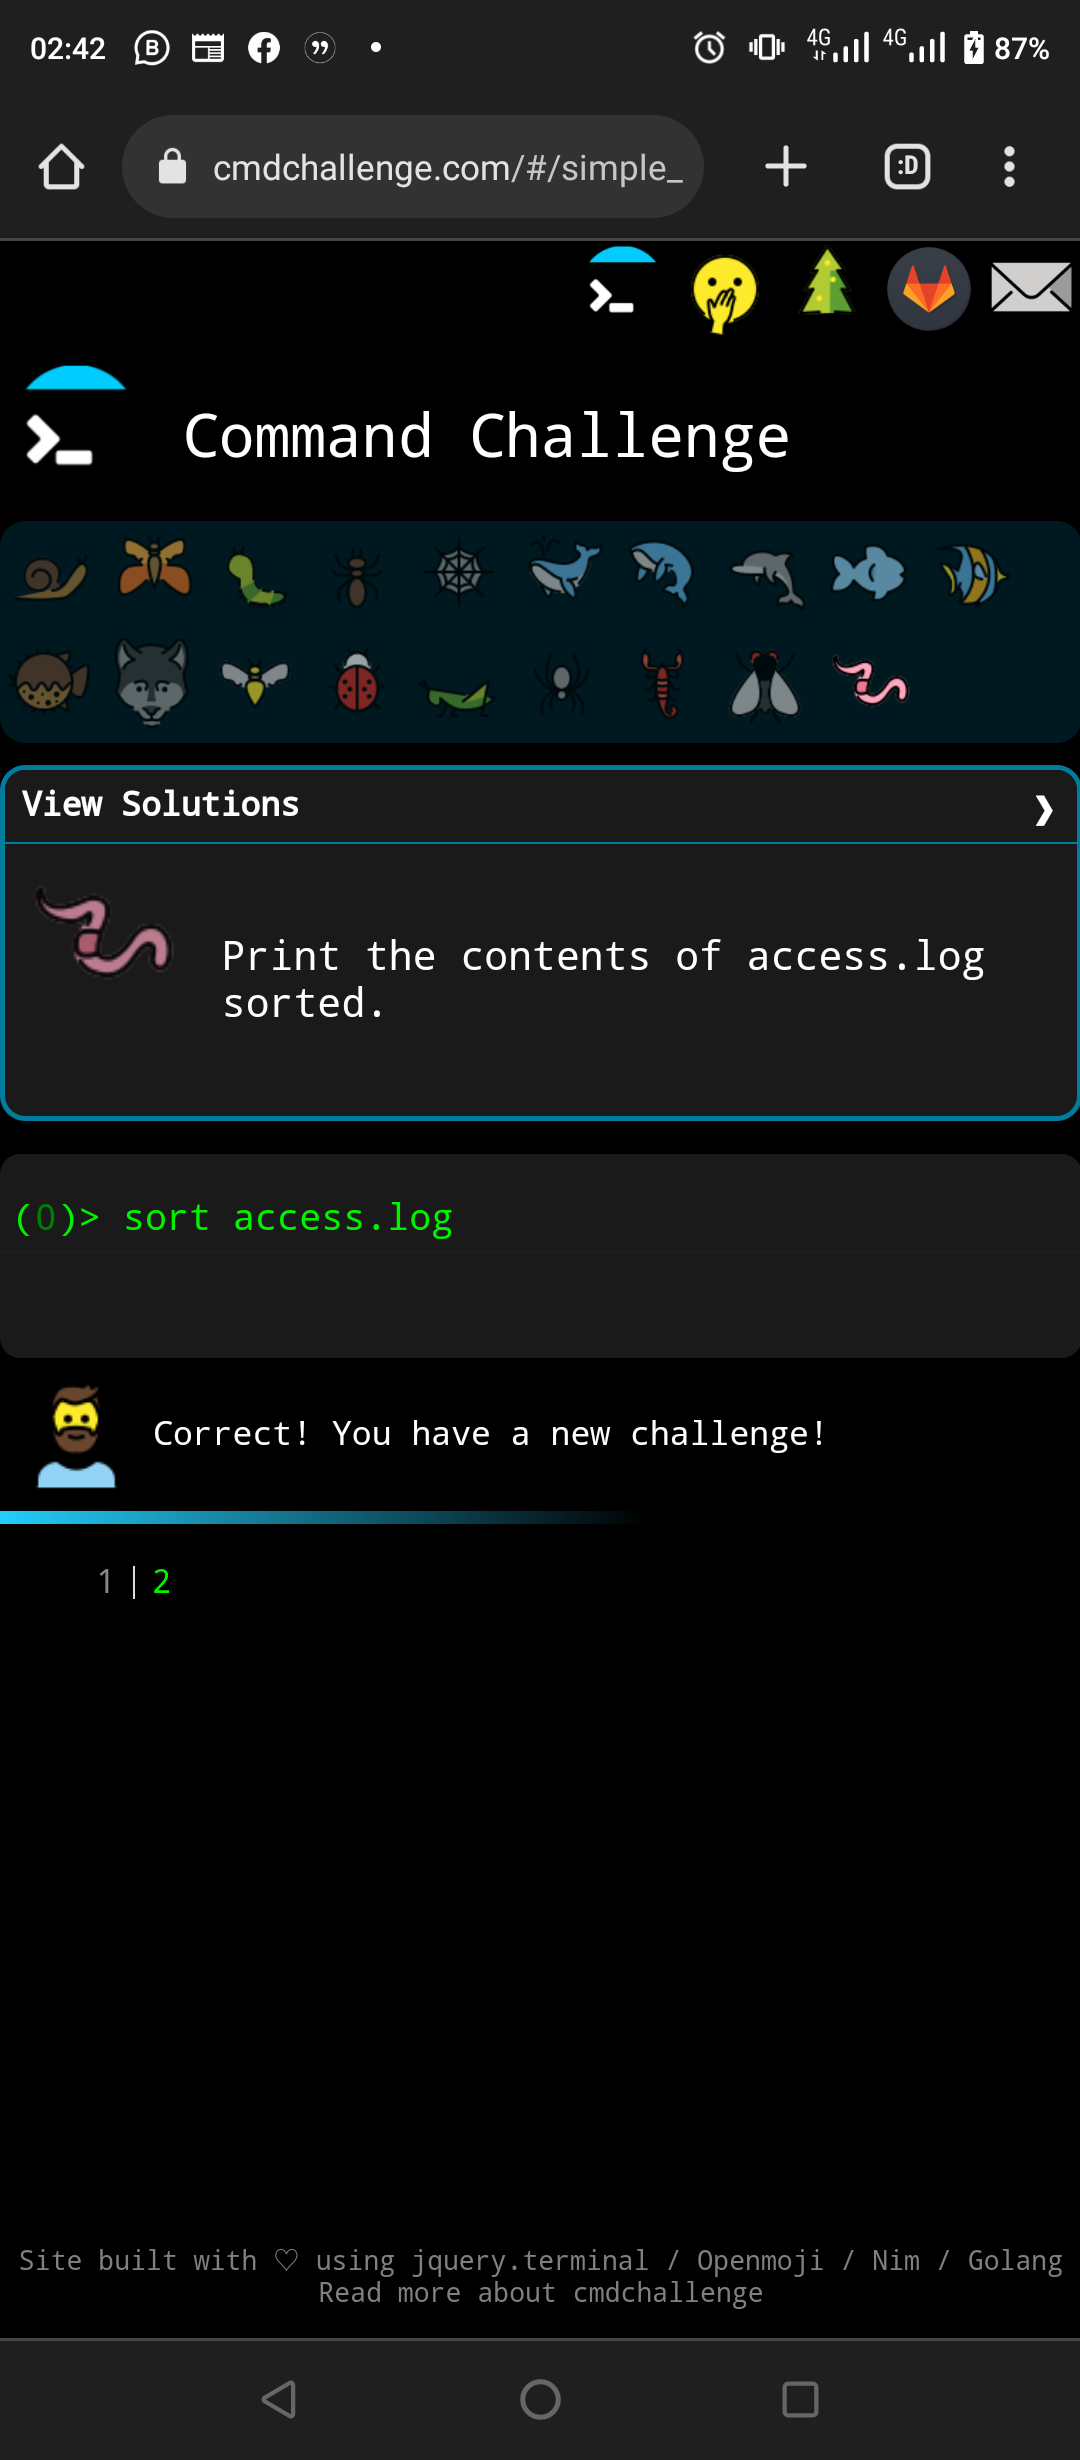 02:42
4G
4G
87%
cmdchallenge.com/#/simple_
:D
Command Challenge
View Solutions
Print the contents of access.log
sorted.
(0)> sort access.log
Correct! You have a new challenge!
1 | 2
Site built with ♡ using jquery.terminal / Openmoji / Nim / Golang
Read more about cmdchallenge